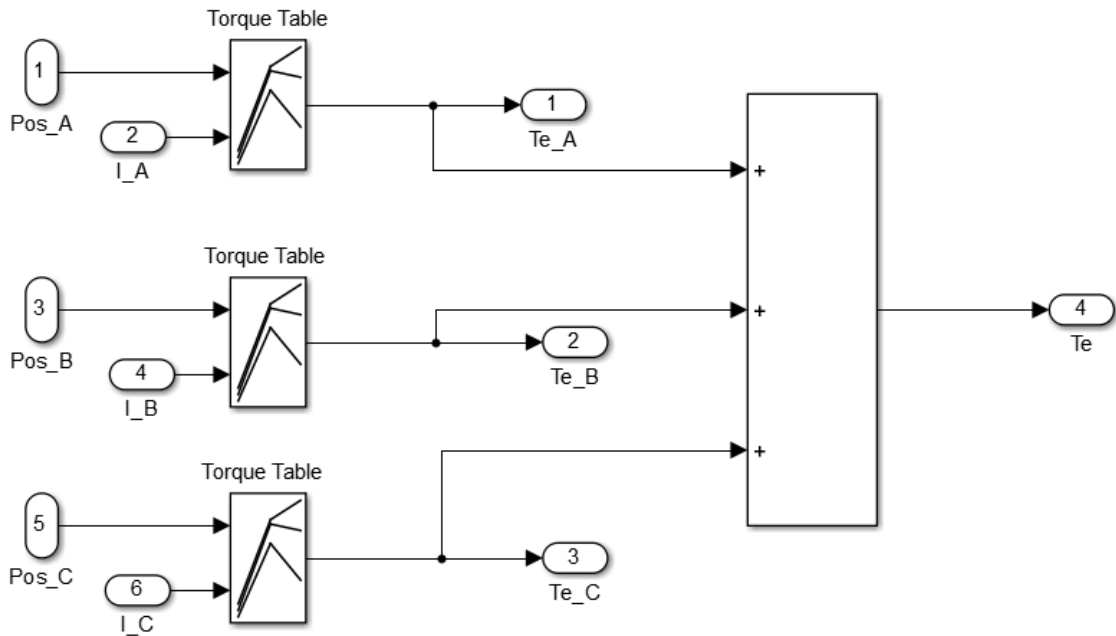 Torque Table
1
Pos_A
2
I_A
1
Te_A
+
Torque Table
3
Pos_B
4
I_B
2
Te_B
+
4
Te
Torque Table
5
Pos_C
6
I_C
3
Te_C
+